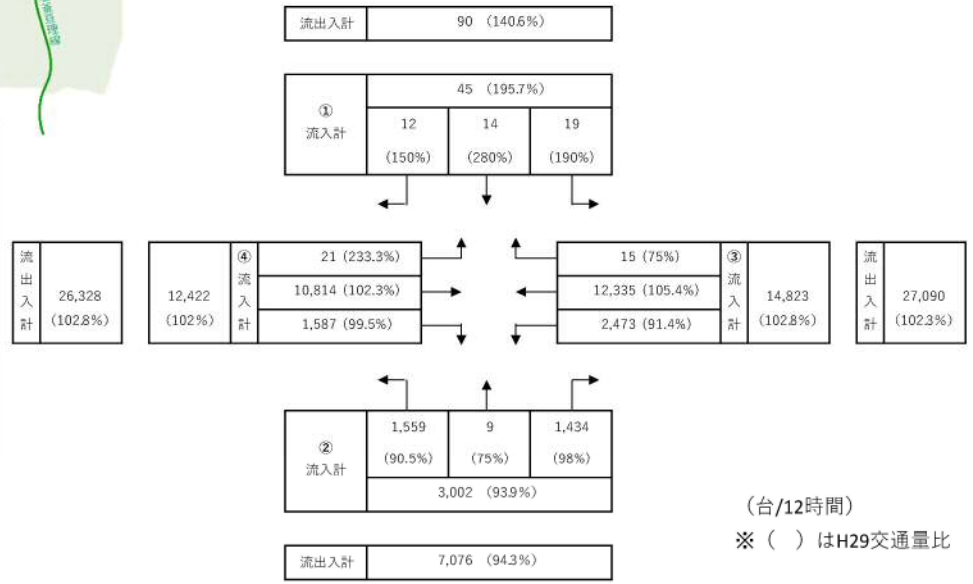 流出入計 90 (140.6%)
① 流入計
45 (195.7%)
12 14 19
(150%) (280%) (190%)
流出入計
26,328
(102.8%)
12,422
(102%)
④ 流入計
21 (233.3%)
10,814 (102.3%)
1,587 (99.5%)
15 (75%)
12,335 (105.4%)
2,473 (91.4%)
③ 流入計
14,823
(102.8%)
流出入計
27,090
(102.3%)
② 流入計
1,559 9 1,434
(90.5%) (75%) (98%)
3,002 (93.9%)
流出入計 7,076 (94.3%)
(台/12時間)
※ ( ) はH29交通量比